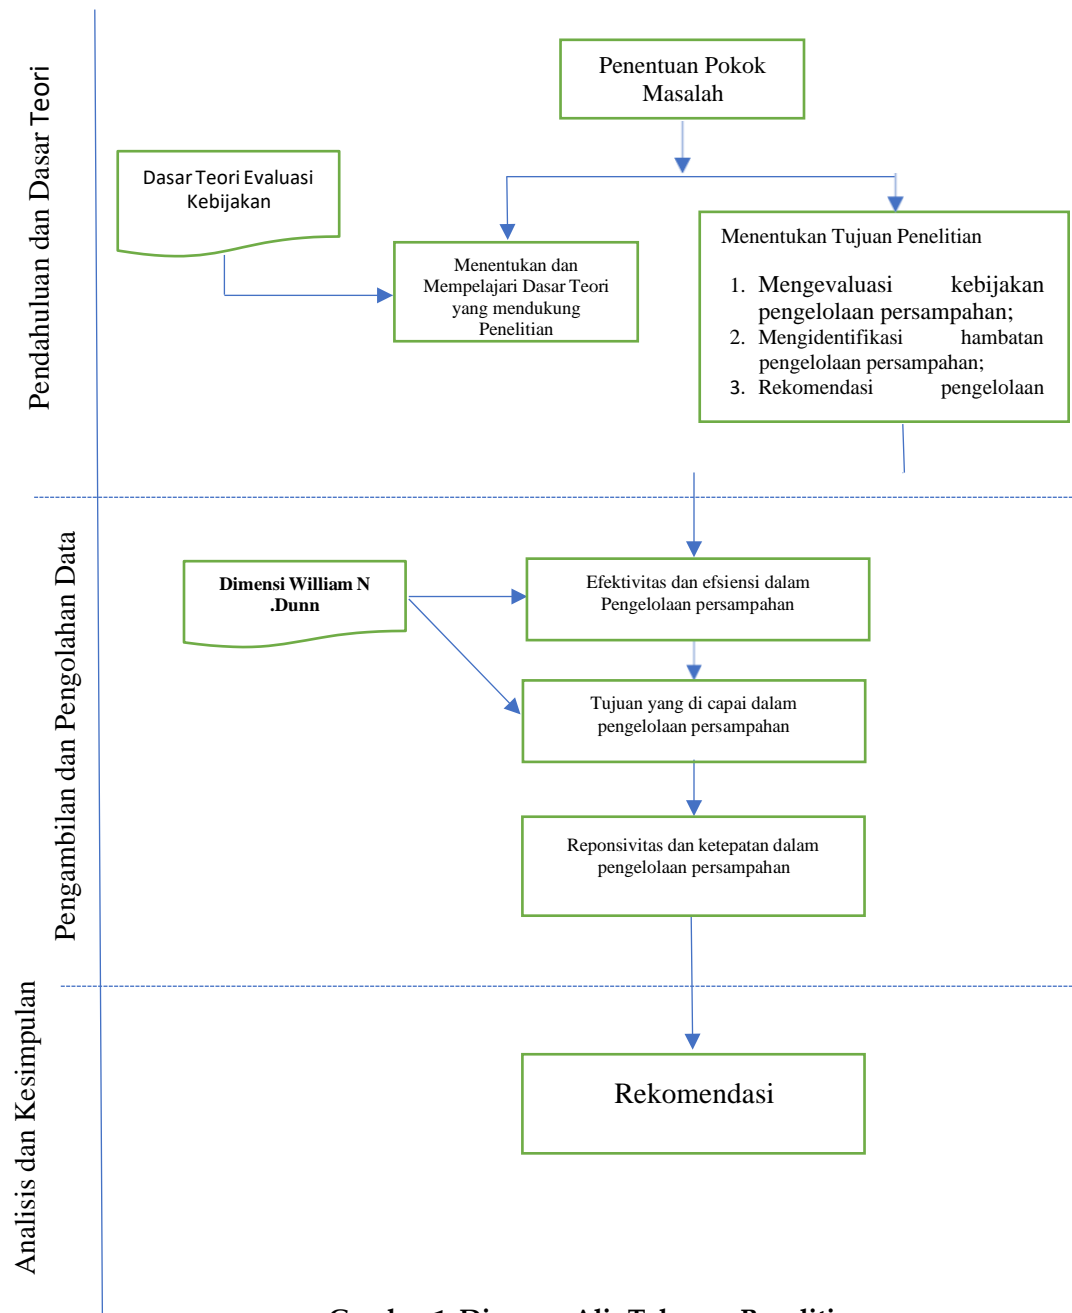 Pendahuluan dan Dasar Teori
Penentuan Pokok
Masalah
Dasar Teori Evaluasi
Kebijakan
Menentukan dan
Mempelajari Dasar Teori
yang mendukung
Penelitian
Menentukan Tujuan Penelitian
1. Mengevaluasi kebijakan
pengelolaan persampahan;
2. Mengidentifikasi hambatan
pengelolaan persampahan;
3. Rekomendasi pengelolaan
Pengambilan dan Pengolahan Data
Dimensi William N
.Dunn
Efektivitas dan efsiensi dalam
Pengelolaan persampahan
Tujuan yang di capai dalam
pengelolaan persampahan
Reponsivitas dan ketepatan dalam
pengelolaan persampahan
Analisis dan Kesimpulan
Rekomendasi